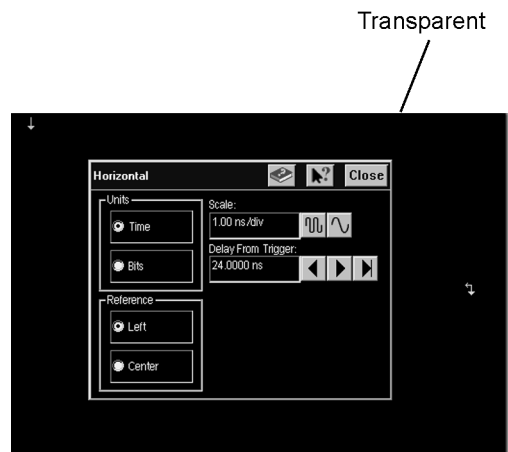 Transparent
Horizontal
?
Close
Units
Time
Bits
Scale:
1.00 ns/div
Delay From Trigger:
24.0000 ns
Reference
Left
Center